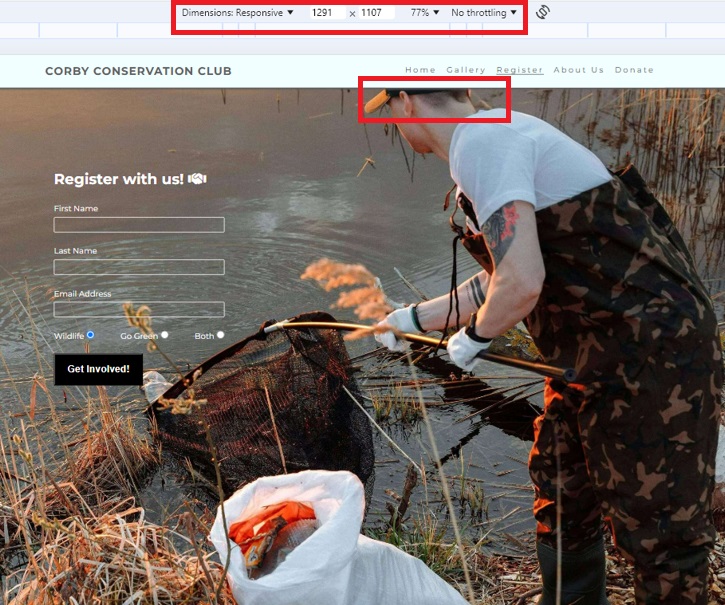 Dimensions: Responsive ▼ 1291 × 1107 77% ▼ No throttling ▼
CORBY CONSERVATION CLUB Home Gallery Register About Us Donate
Register with us!
First Name
Last Name
Email Address
Wildlife Go Green Both
Get Involved!